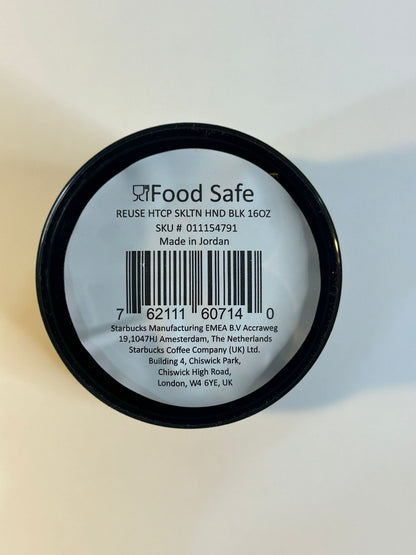 Food Safe
REUSE HTCP SKLTN HND BLK 16OZ
SKU # 011154791
Made in Jordan
7 62111 60714 0
Starbucks Manufacturing EMEA B.V Accraweg
19,1047HJ Amesterdam, The Netherlands
Starbucks Coffee Company (UK) Ltd.
Building 4, Chiswick Park,
Chiswick High Road,
London, W4 6YE, UK